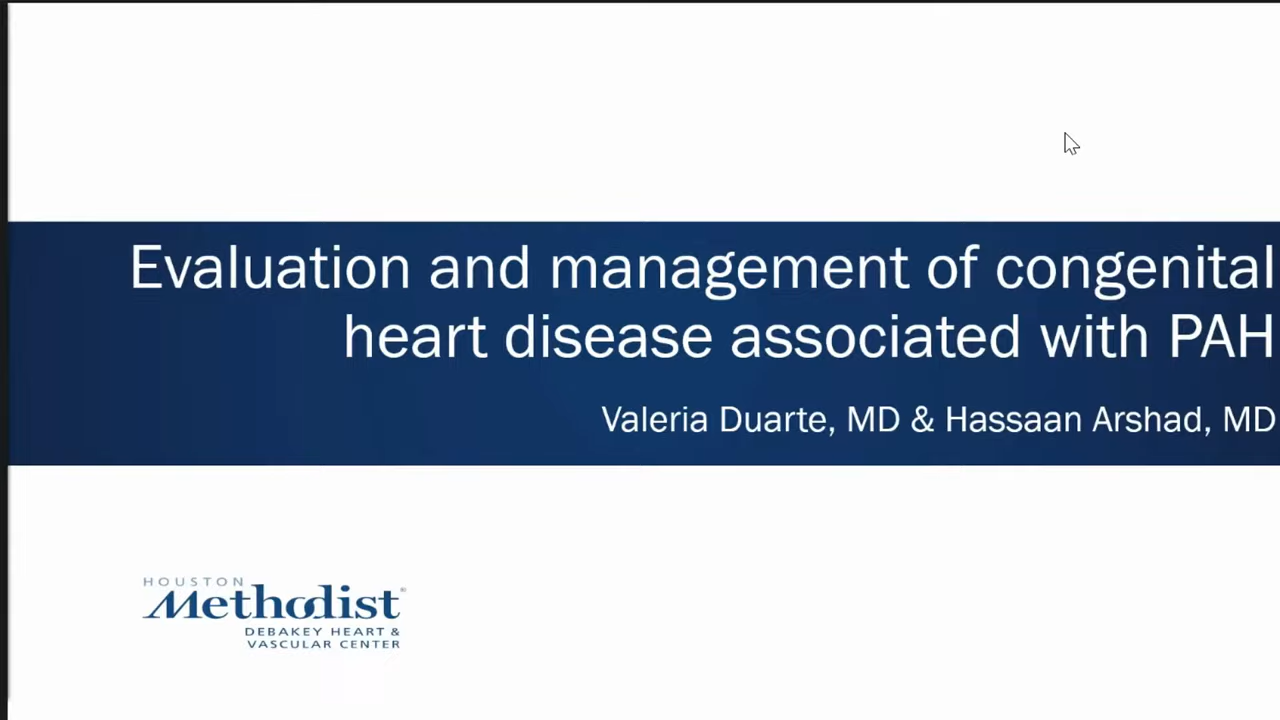 Evaluation and management of congenital
heart disease associated with PAH
Valeria Duarte, MD & Hassaan Arshad, MD
HOUSTON
Methodist®
DEBAKEY HEART &
VASCULAR CENTER